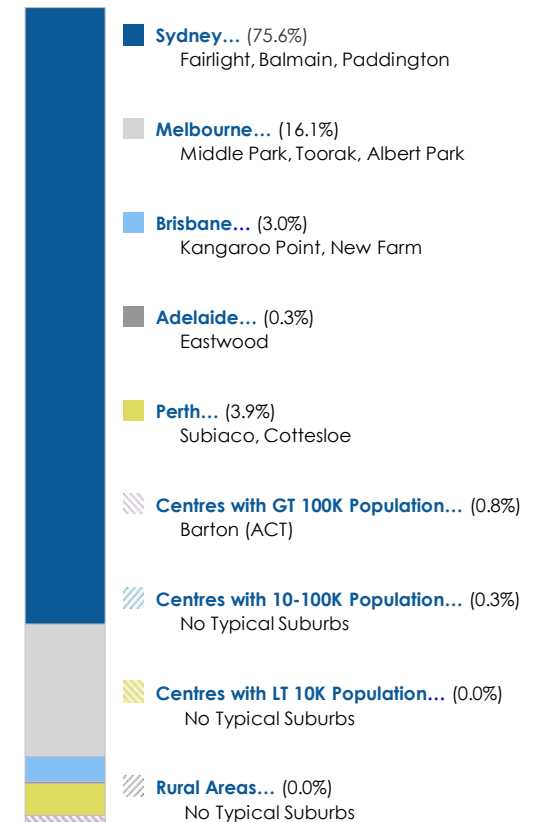 Sydney… (75.6%)
Fairlight, Balmain, Paddington
Melbourne… (16.1%)
Middle Park, Toorak, Albert Park
Brisbane… (3.0%)
Kangaroo Point, New Farm
Adelaide… (0.3%)
Eastwood
Perth… (3.9%)
Subiaco, Cottesloe
Centres with GT 100K Population… (0.8%)
Barton (ACT)
Centres with 10-100K Population… (0.3%)
No Typical Suburbs
Centres with LT 10K Population… (0.0%)
No Typical Suburbs
Rural Areas… (0.0%)
No Typical Suburbs